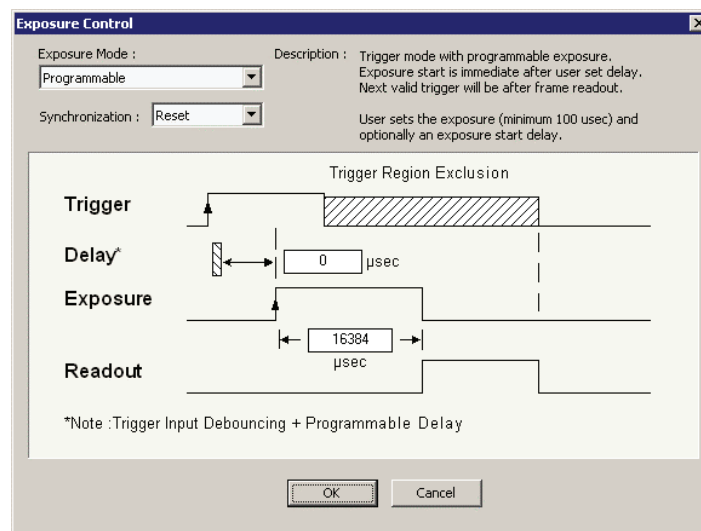 Exposure Control
Exposure Mode :
Programmable
Synchronization : Reset
Description : Trigger mode with programmable exposure.
Exposure start is immediate after user set delay.
Next valid trigger will be after frame readout.
User sets the exposure (minimum 100 usec) and
optionally an exposure start delay.
Trigger Region Exclusion
Trigger
Delay*
0 µsec
Exposure
16384
µsec
Readout
*Note :Trigger Input Debouncing + Programmable Delay
OK Cancel